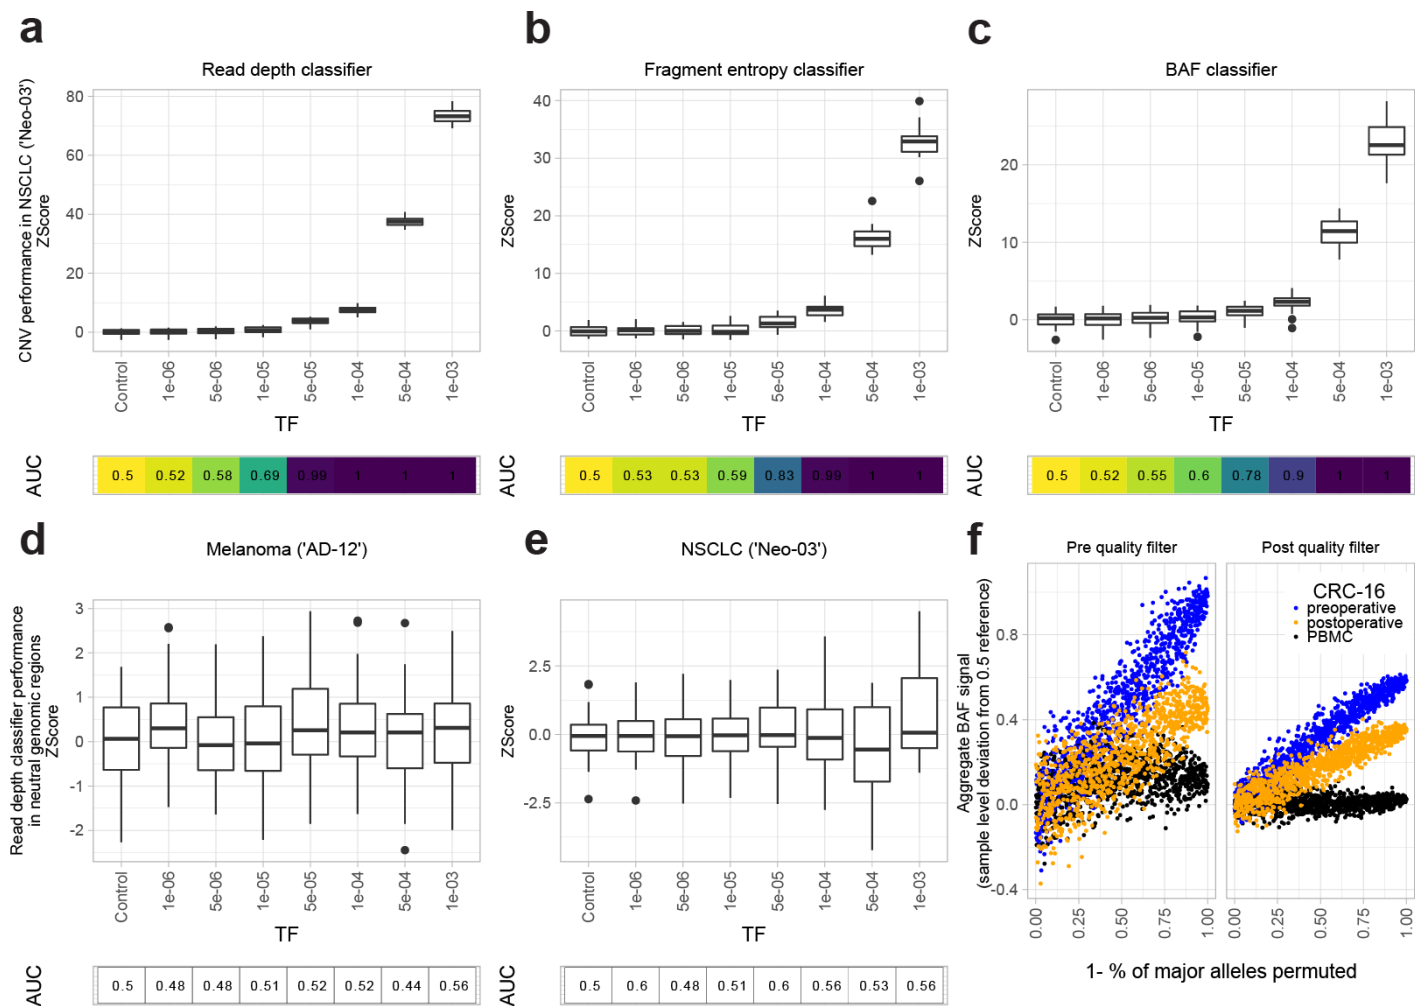 a
Read depth classifier
CNV performance in NSCLC ('Neo-03')
ZScore
80
60
40
20
0
Control 1e-06 5e-06 1e-05 5e-05 1e-04 5e-04 1e-03
TF
AUC
0.5 0.52 0.58 0.69 0.99 1 1 1
b
Fragment entropy classifier
ZScore
40
30
20
10
0
Control 1e-06 5e-06 1e-05 5e-05 1e-04 5e-04 1e-03
TF
AUC
0.5 0.53 0.53 0.59 0.83 0.99 1 1
c
BAF classifier
ZScore
20
10
0
Control 1e-06 5e-06 1e-05 5e-05 1e-04 5e-04 1e-03
TF
AUC
0.5 0.52 0.55 0.6 0.78 0.9 1 1
d
Melanoma ('AD-12')
Read depth classifier performance
in neutral genomic regions
ZScore
3
2
1
0
-1
-2
Control 1e-06 5e-06 1e-05 5e-05 1e-04 5e-04 1e-03
TF
AUC
0.5 0.48 0.48 0.51 0.52 0.52 0.44 0.56
e
NSCLC ('Neo-03')
ZScore
2.5
0.0
-2.5
Control 1e-06 5e-06 1e-05 5e-05 1e-04 5e-04 1e-03
TF
AUC
0.5 0.6 0.48 0.51 0.6 0.56 0.53 0.56
f
Pre quality filter
Post quality filter
Aggregate BAF signal
(sample level deviation from 0.5 reference)
0.8
0.4
0.0
-0.4
CRC-16
preoperative
postoperative
PBMC
0.00 0.25 0.50 0.75 1.00
0.00 0.25 0.50 0.75 1.00
1- % of major alleles permuted